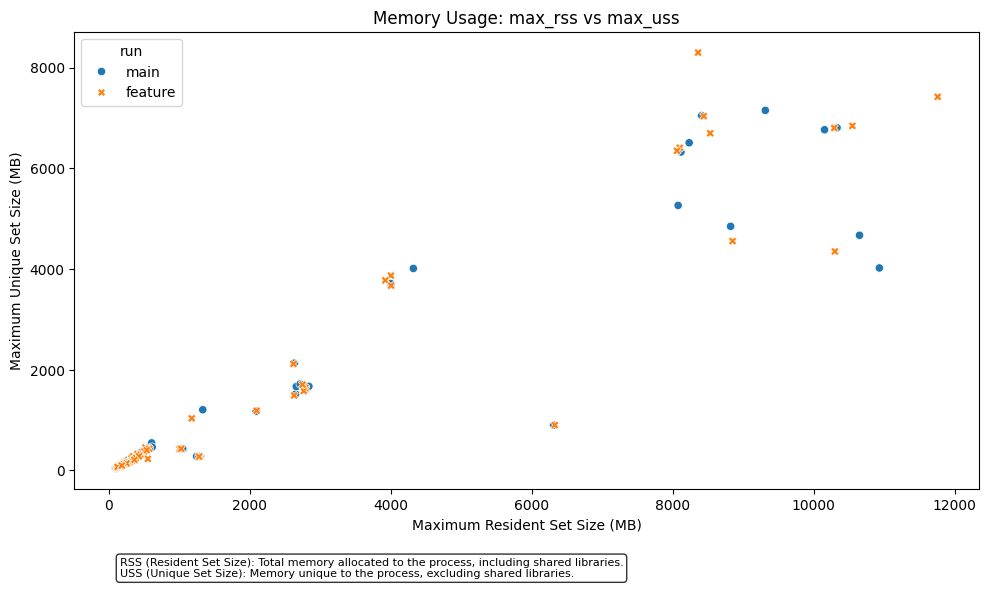 Memory Usage: max_rss vs max_uss
run
main
feature
8000
6000
4000
2000
0
Maximum Unique Set Size (MB)
0 2000 4000 6000 8000 10000 12000
Maximum Resident Set Size (MB)
RSS (Resident Set Size): Total memory allocated to the process, including shared libraries.
USS (Unique Set Size): Memory unique to the process, excluding shared libraries.